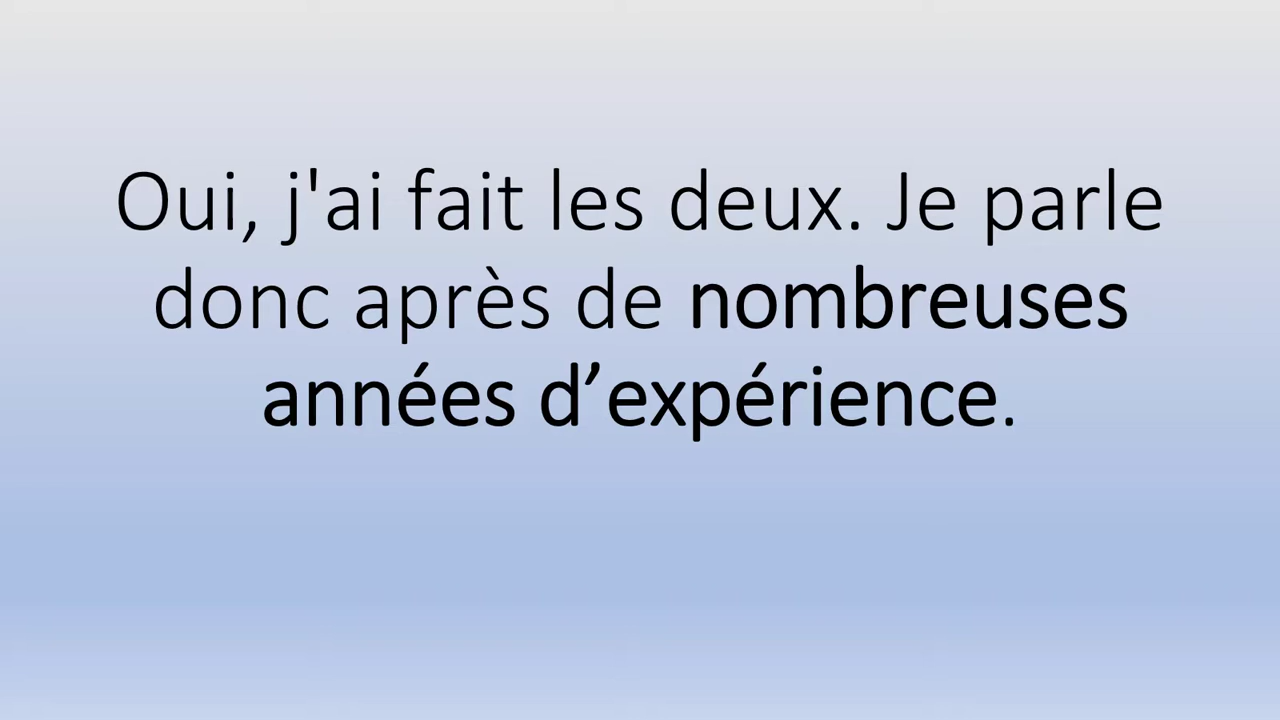 Oui, j'ai fait les deux. Je parle
donc après de nombreuses
années d’expérience.